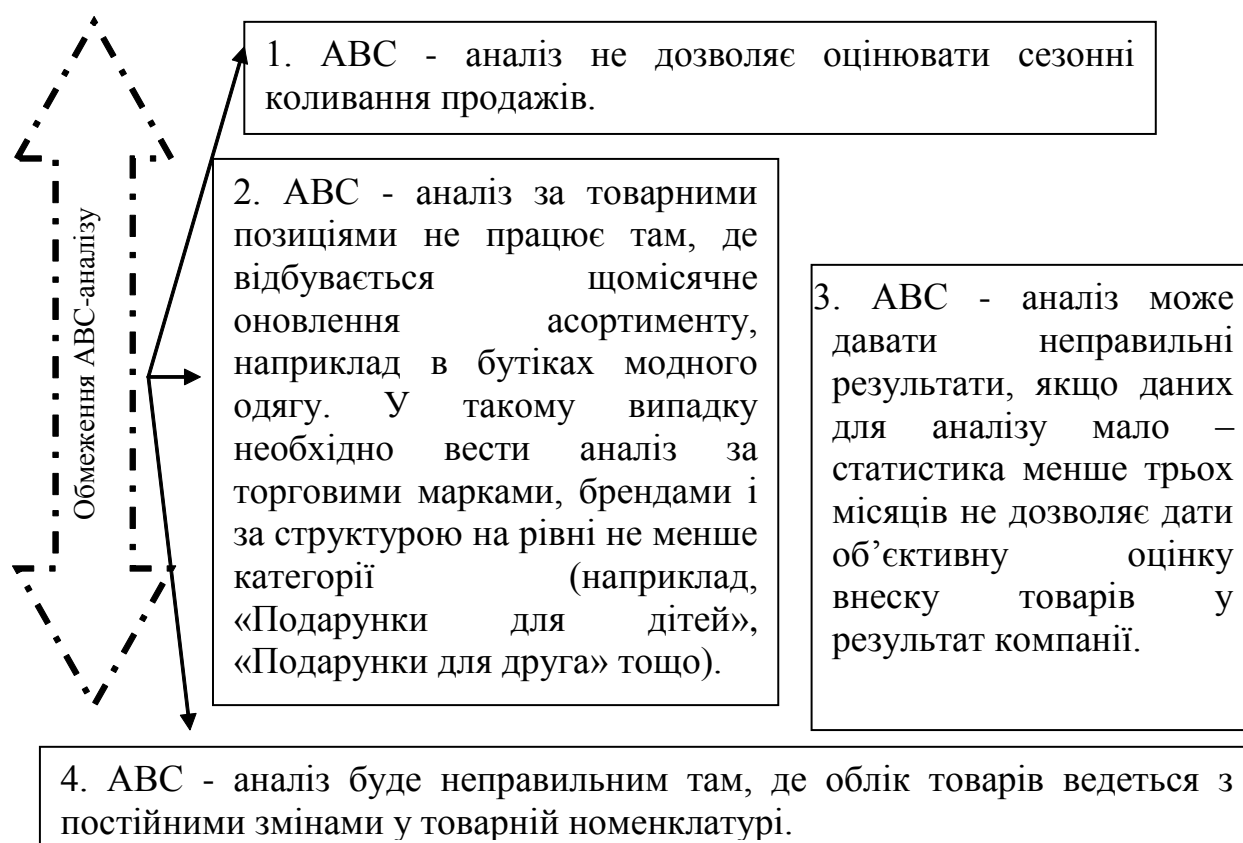 Обмеження АВС-аналізу
1. АВС - аналіз не дозволяє оцінювати сезонні
коливання продажів.
2. АВС - аналіз за товарними
позиціями не працює там, де
відбувається щомісячне
оновлення асортименту,
наприклад в бутіках модного
одягу. У такому випадку
необхідно вести аналіз за
торговими марками, брендами і
за структурою на рівні не менше
категорії (наприклад,
«Подарунки для дітей»,
«Подарунки для друга» тощо).
3. АВС - аналіз може
давати неправильні
результати, якщо даних
для аналізу мало –
статистика менше трьох
місяців не дозволяє дати
об’єктивну оцінку
внеску товарів у
результат компанії.
4. АВС - аналіз буде неправильним там, де облік товарів ведеться з
постійними змінами у товарній номенклатурі.